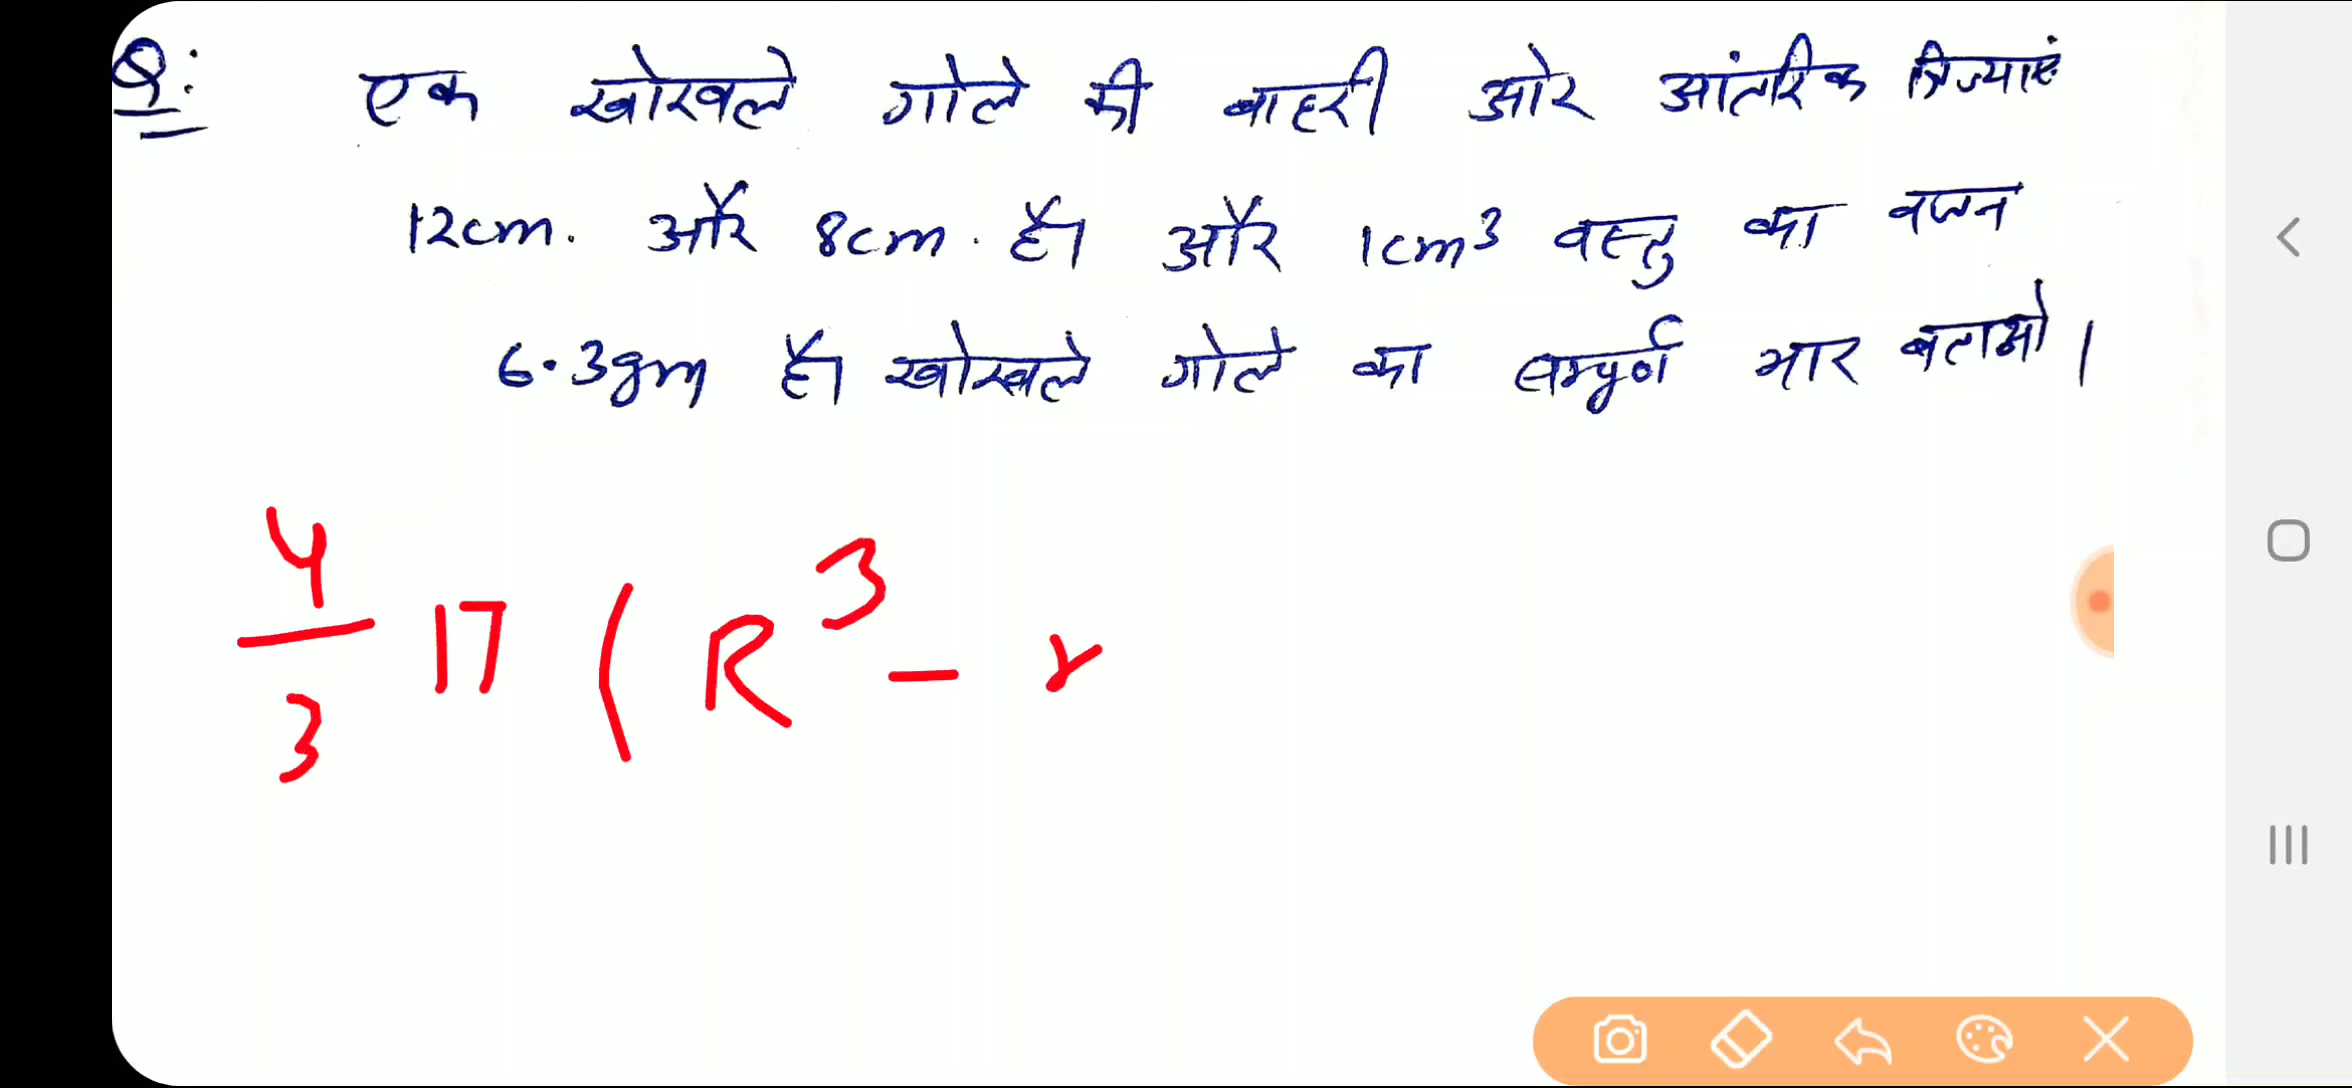 Q: एक खोखले गोले की बाहरी ओर आंतरिक त्रिज्याएं
12cm. और 8cm. है। और 1cm³ वस्तु का वजन
6.3gm है। खोखले गोले का सम्पूर्ण भार बताओ।
4/3 π (R³ - r